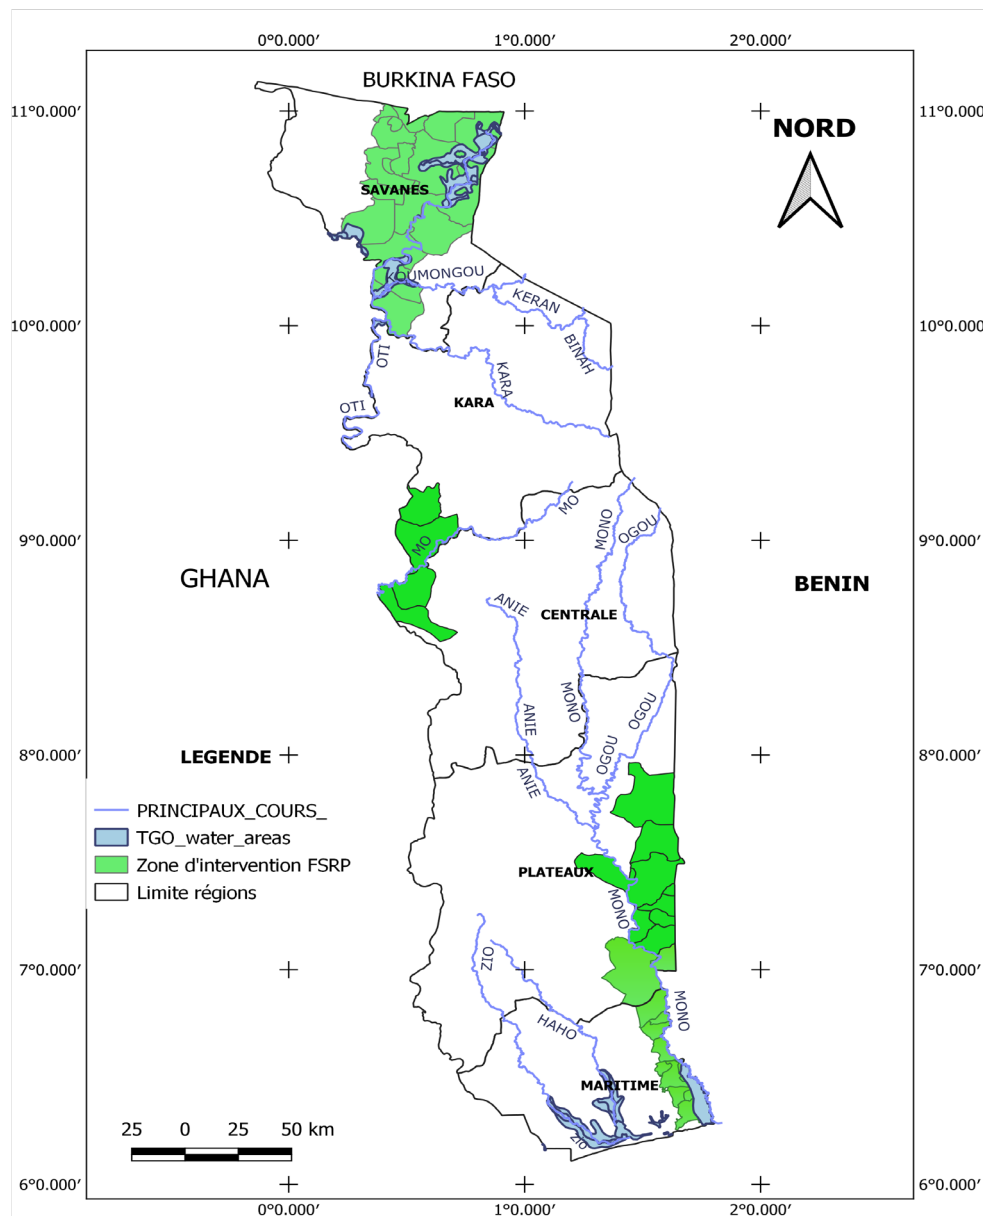 0°0.000′ 1°0.000′ 2°0.000′
BURKINA FASO
11°0.000′ 11°0.000′
NORD
SAVANES
KOUMONGOU
KERAN
10°0.000′ 10°0.000′
BINAH
OTI
KARA
OTI
KARA
MO
MONO
OGOU
9°0.000′ 9°0.000′
MO
GHANA
BENIN
ANIE
CENTRALE
MONO
OGOU
ANIE
OGOU
8°0.000′ 8°0.000′
LEGENDE
ANIE
PRINCIPAUX_COURS_
TGO_water_areas
Zone d'intervention FSRP
Limite régions
PLATEAUX
MONO
ZIO
7°0.000′ 7°0.000′
MONO
HAHO
MARITIME
ZIO
25 0 25 50 km
6°0.000′ 6°0.000′
0°0.000′ 1°0.000′ 2°0.000′